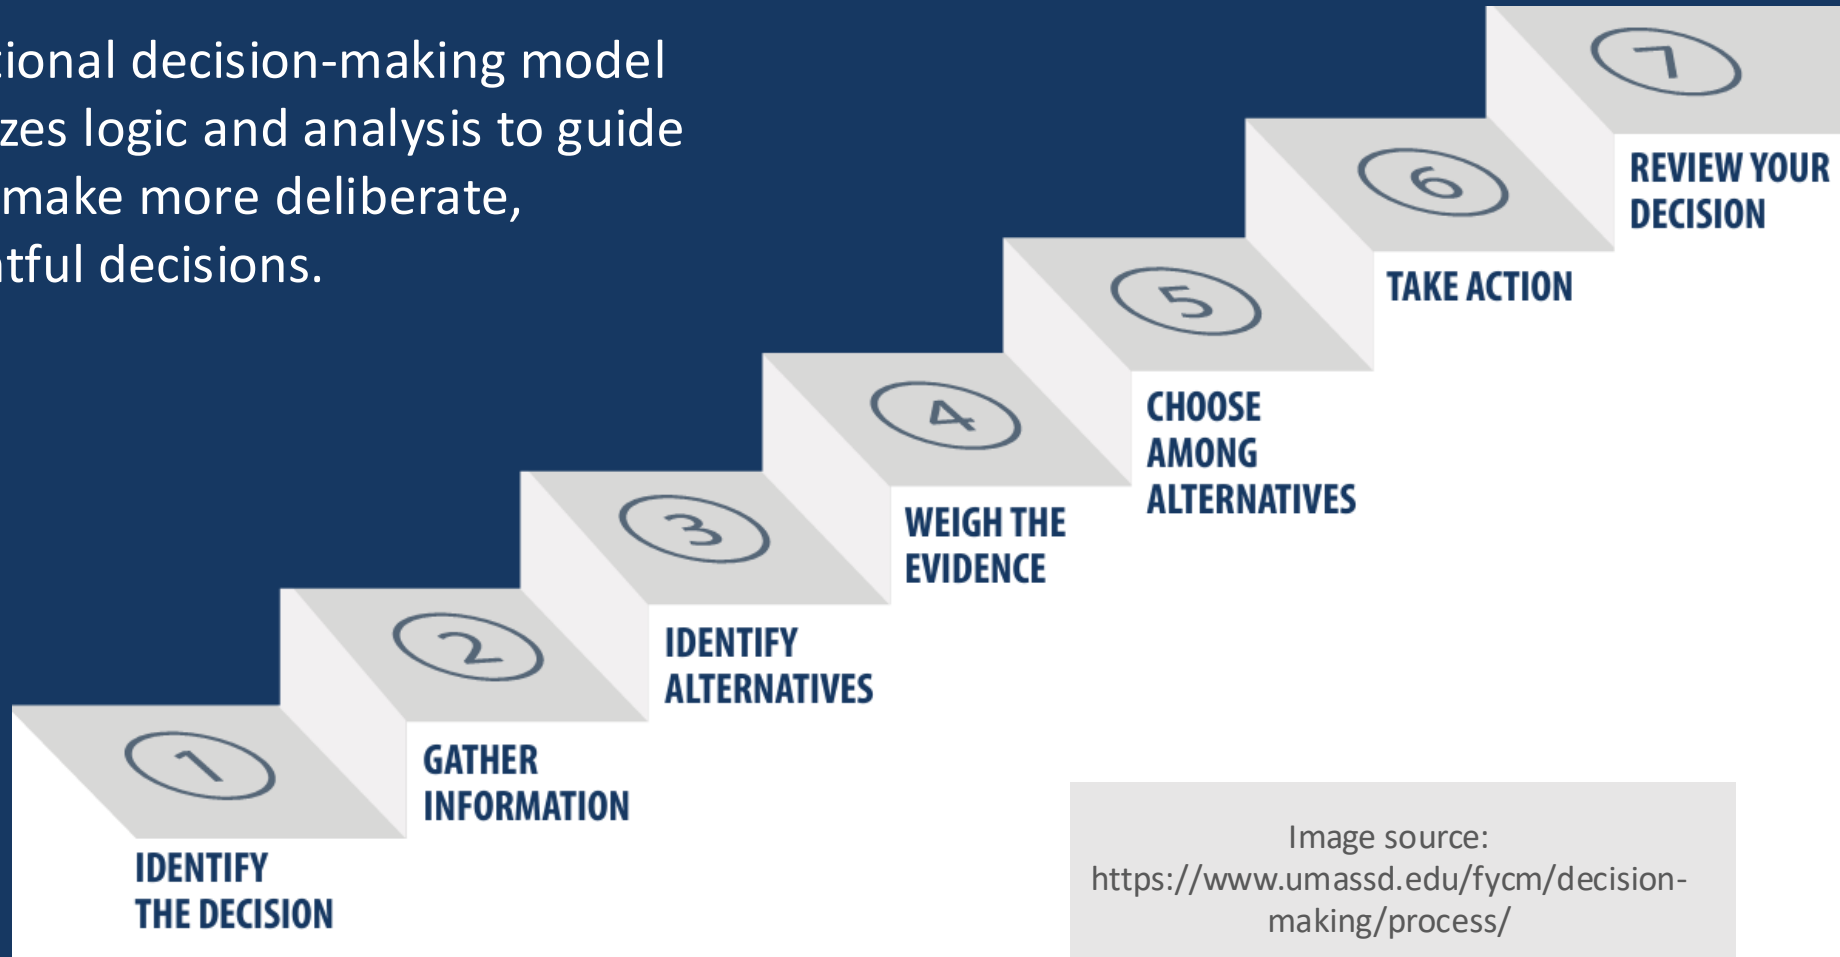 tional decision-making model
zes logic and analysis to guide
make more deliberate,
tful decisions.
7
REVIEW YOUR
DECISION
6
TAKE ACTION
5
CHOOSE
AMONG
ALTERNATIVES
4
WEIGH THE
EVIDENCE
3
IDENTIFY
ALTERNATIVES
2
GATHER
INFORMATION
1
IDENTIFY
THE DECISION
Image source:
https://www.umassd.edu/fycm/decision-
making/process/